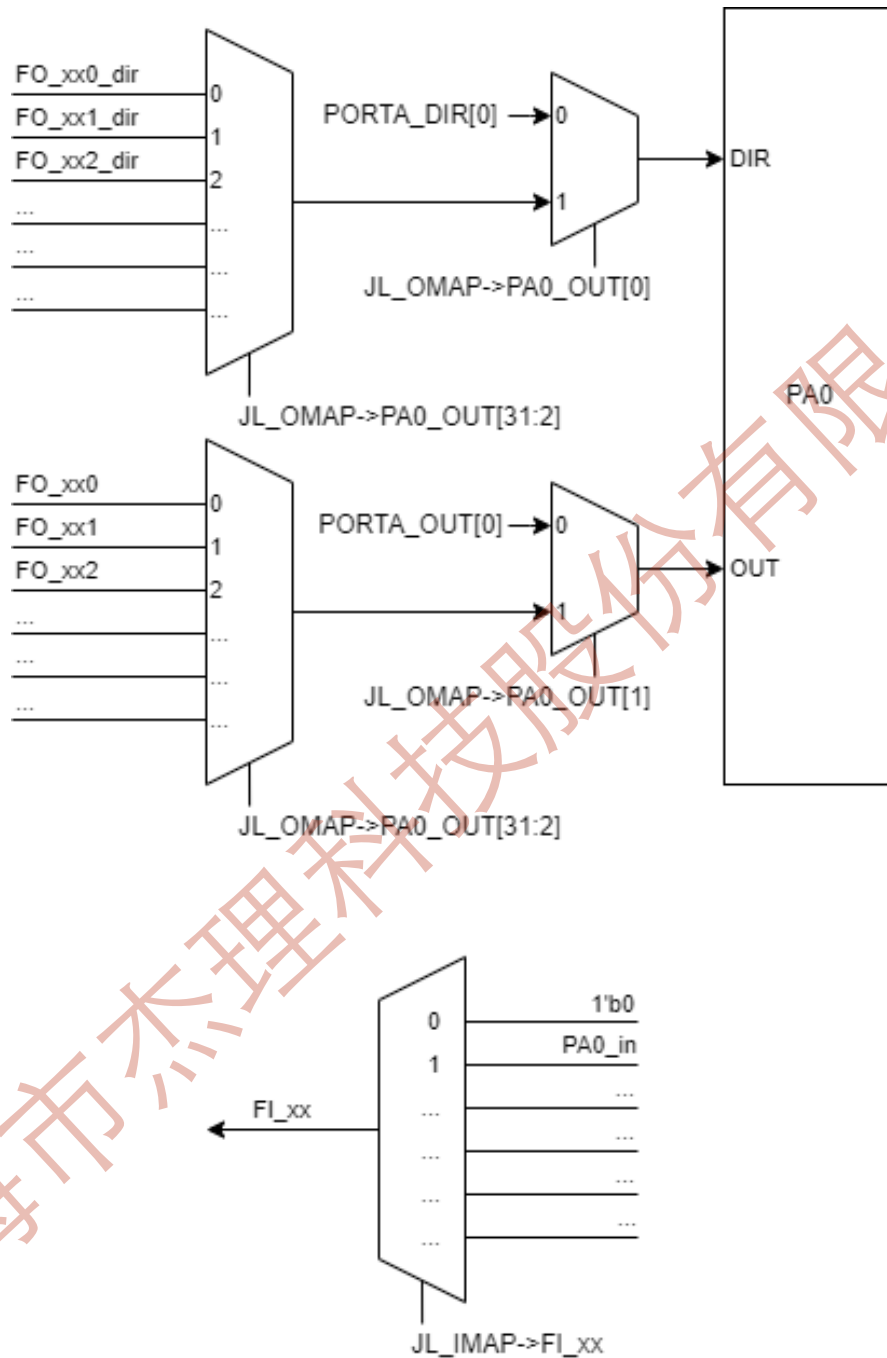 FO_xx0_dir
FO_xx1_dir
FO_xx2_dir
...
...
...
0
1
2
...
...
...
PORTA_DIR[0]
0
1
DIR
JL_OMAP->PA0_OUT[0]
JL_OMAP->PA0_OUT[31:2]
PA0
FO_xx0
FO_xx1
FO_xx2
...
...
...
0
1
2
...
...
...
PORTA_OUT[0]
0
1
OUT
JL_OMAP->PA0_OUT[1]
JL_OMAP->PA0_OUT[31:2]
1'b0
PA0_in
...
...
...
...
0
1
...
...
...
...
FI_xx
JL_IMAP->FI_xx
市杰理科技股份有限